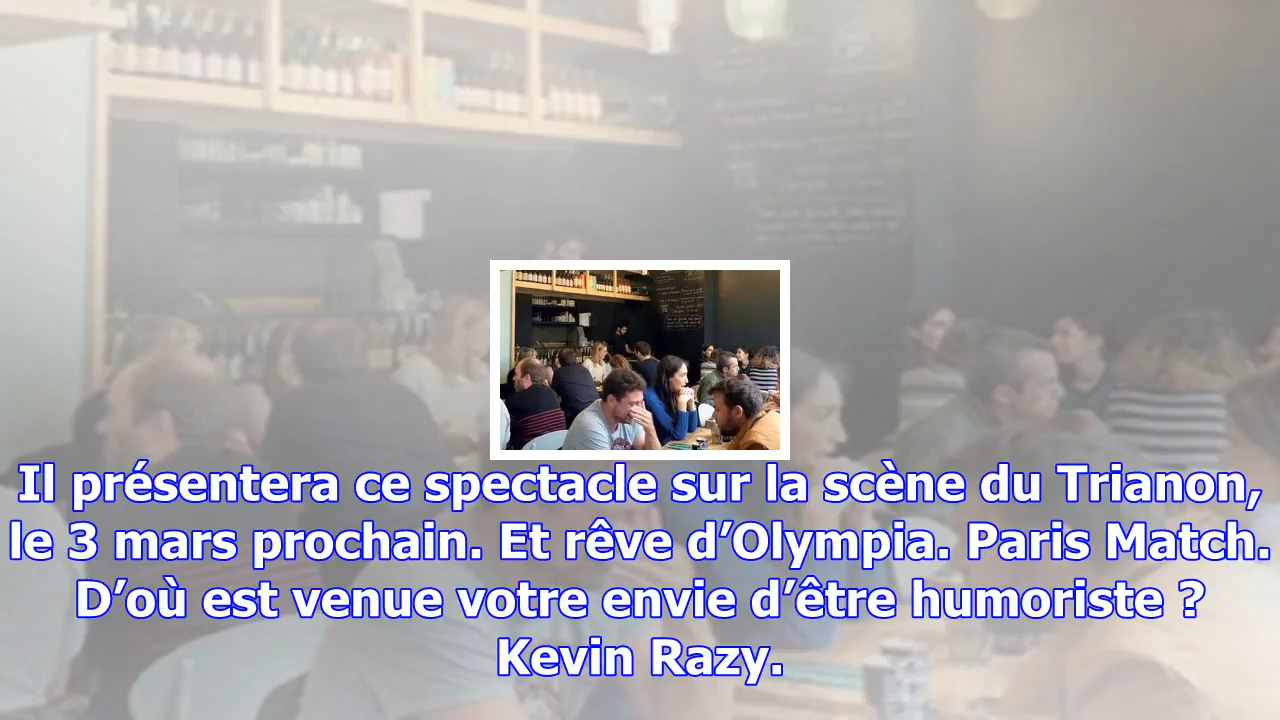 Il présentera ce spectacle sur la scène du Trianon,
le 3 mars prochain. Et rêve d’Olympia. Paris Match.
D’où est venue votre envie d’être humoriste ?
Kevin Razy.